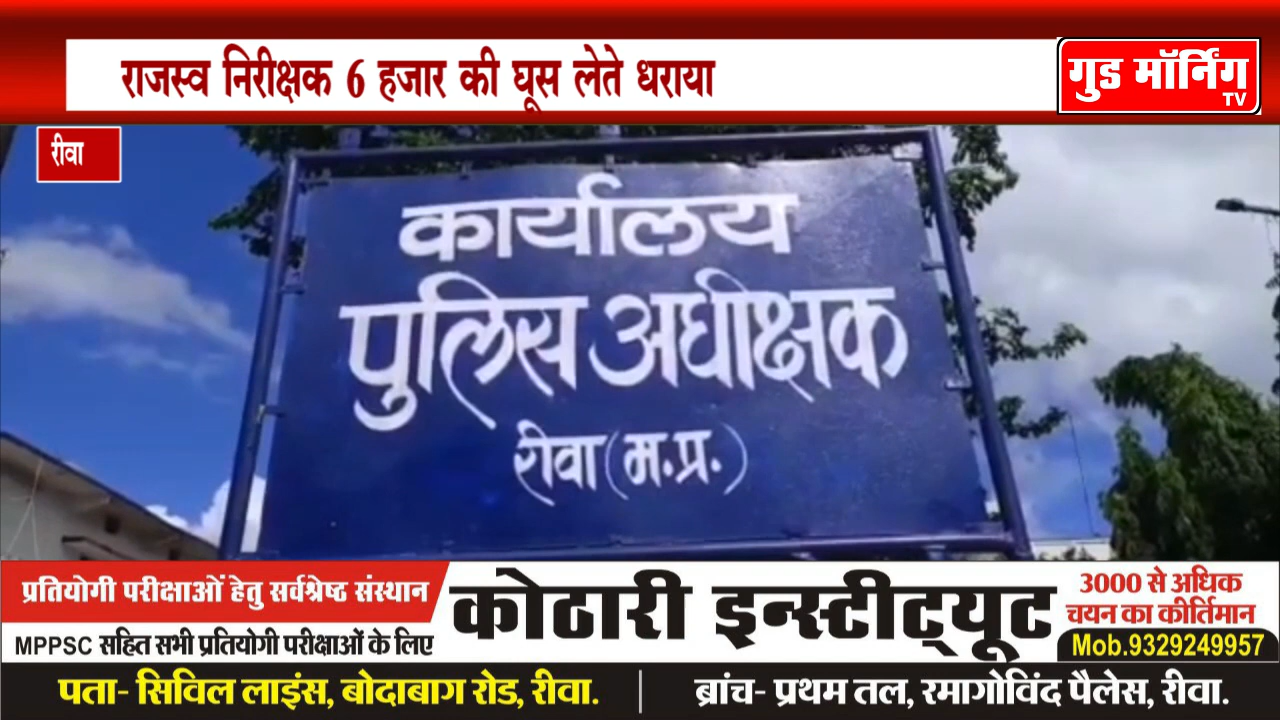 राजस्व निरीक्षक 6 हजार की घूस लेते धराया
गुड मॉर्निंग
TV
रीवा
कार्यालय
पुलिस अधीक्षक
रीवा (म.प्र.)
प्रतियोगी परीक्षाओं हेतु सर्वश्रेष्ठ संस्थान
MPPSC सहित सभी प्रतियोगी परीक्षाओं के लिए
कोठारी इन्स्टीट्यूट
3000 से अधिक
चयन का कीर्तिमान
Mob.9329249957
पता- सिविल लाइंस, बोदाबाग रोड, रीवा.
ब्रांच- प्रथम तल, रमागोविंद पैलेस, रीवा.